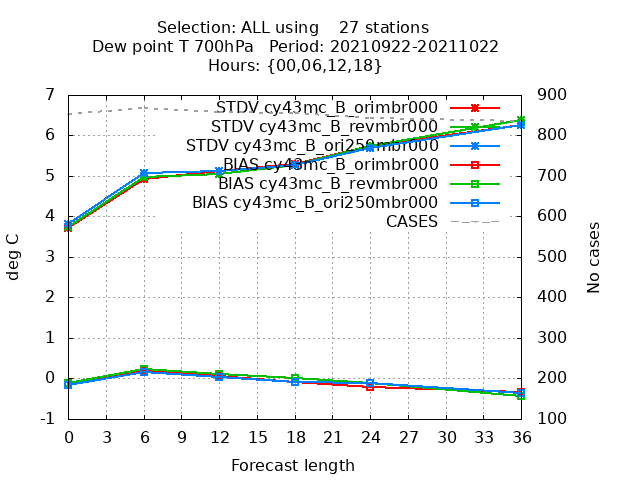 Selection: ALL using    27 stations
Dew point T 700hPa   Period: 20210922-20211022
Hours: {00,06,12,18}
7 900
STDV cy43mc_B_orimbr000
STDV cy43mc_B_revmbr000
6 800
STDV cy43mc_B_ori250mbr000
BIAS cy43mc_B_orimbr000
5 700
BIAS cy43mc_B_revmbr000
BIAS cy43mc_B_ori250mbr000
4 600
CASES
3 500
deg C
No cases
2 400
1 300
0 200
-1 100
0 3 6 9 12 15 18 21 24 27 30 33 36
Forecast length